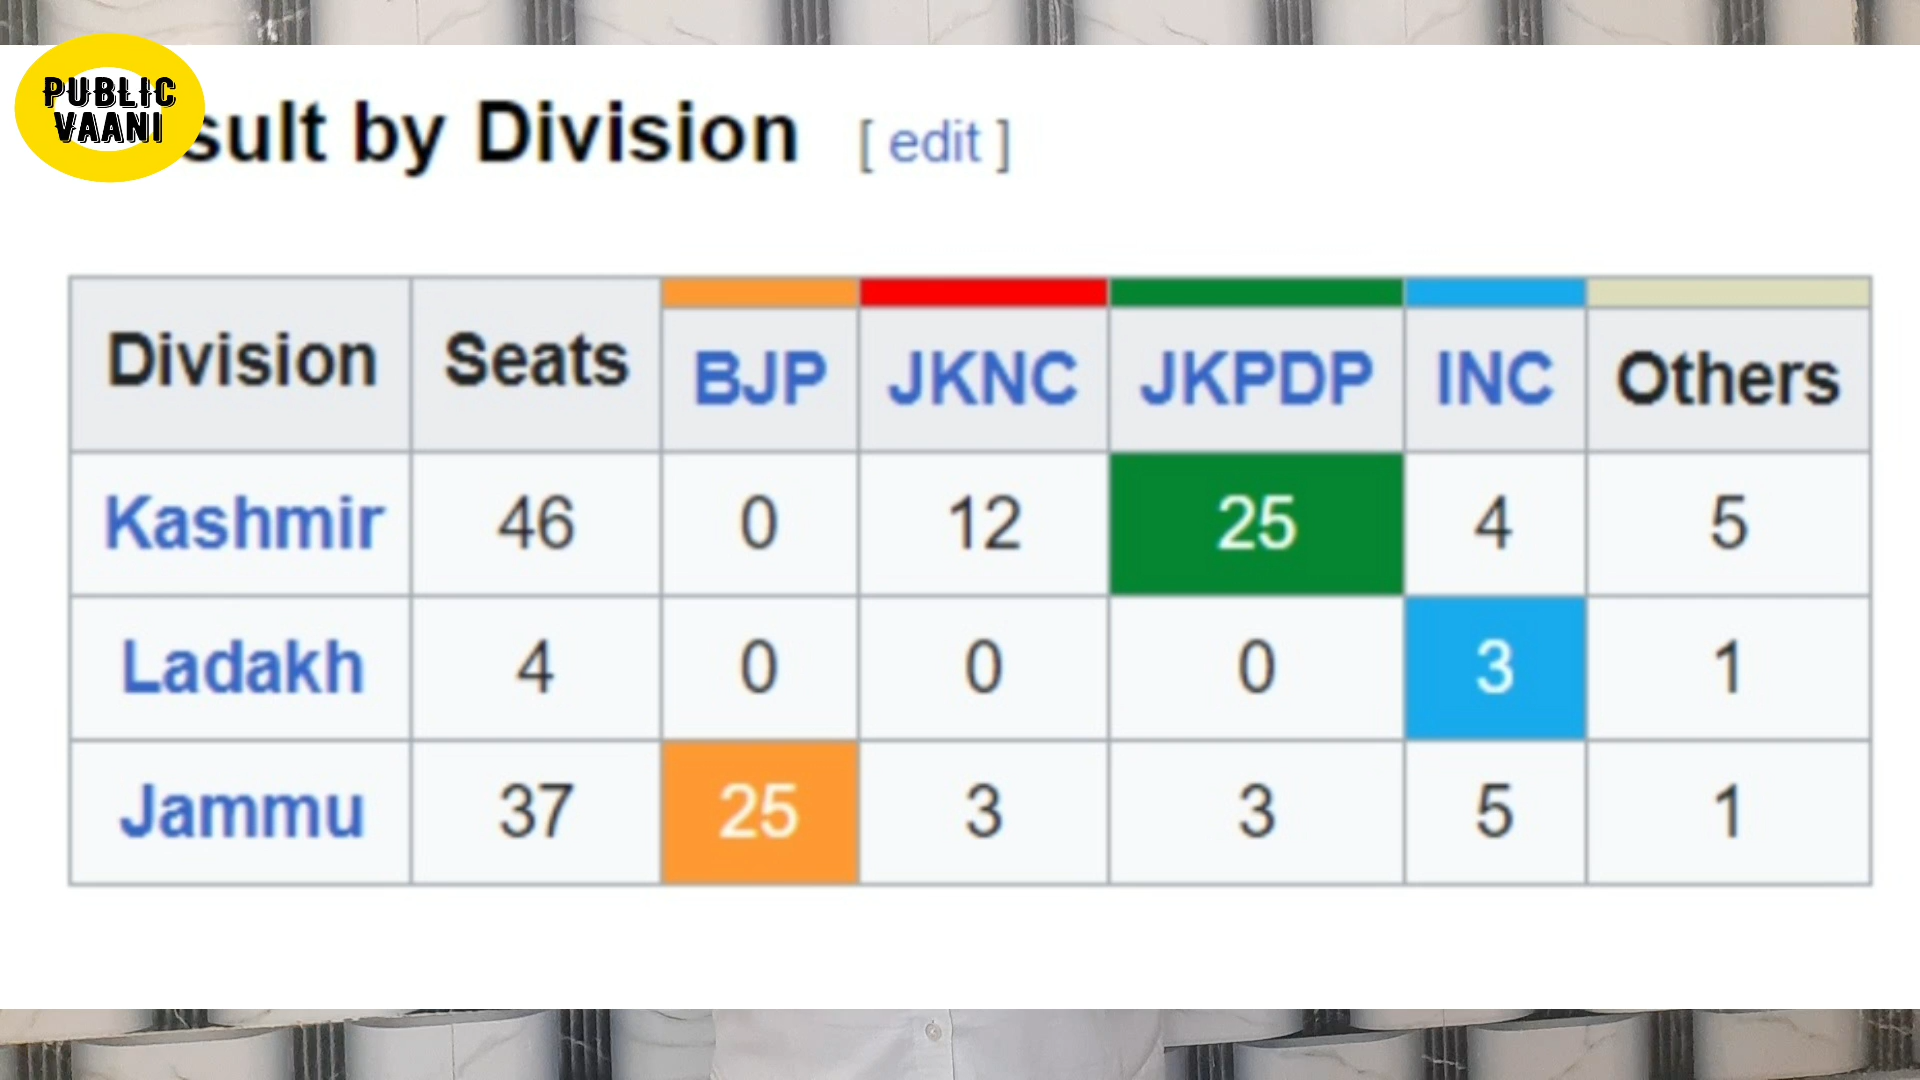 PUBLIC
VAANI
sult by Division [ edit ]
Division Seats BJP JKNC JKPDP INC Others
Kashmir 46 0 12 25 4 5
Ladakh 4 0 0 0 3 1
Jammu 37 25 3 3 5 1